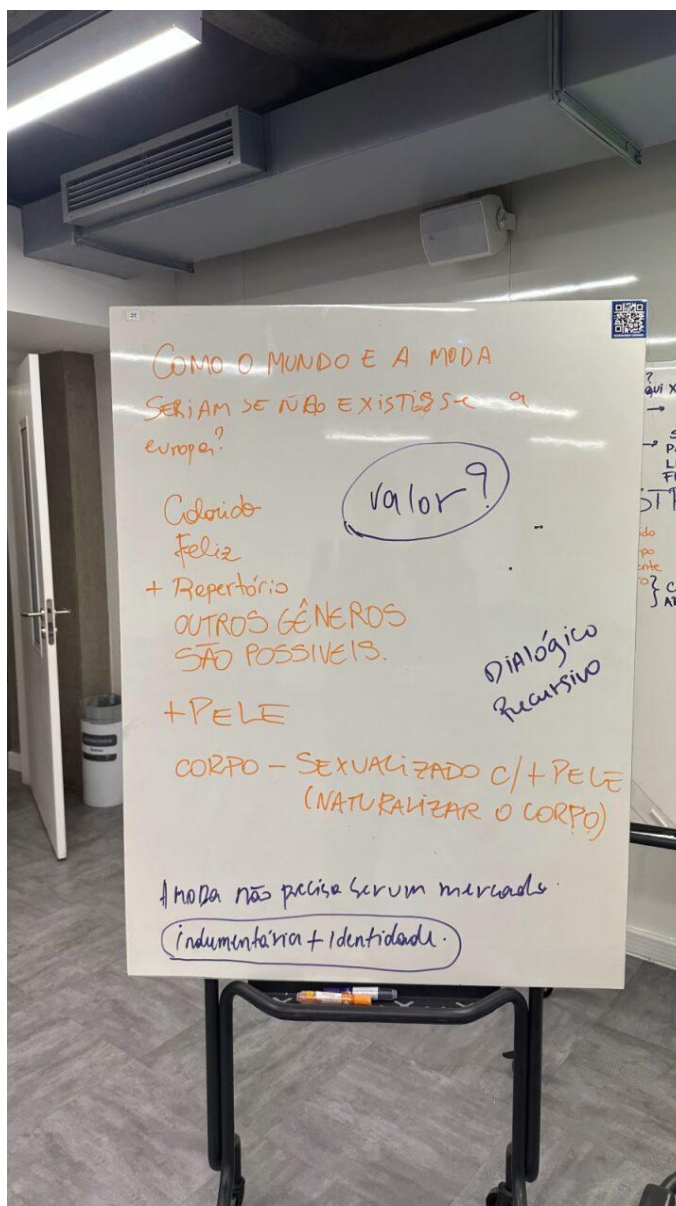 COMO O MUNDO E A MODA
SERIAM SE NÃO EXISTISSE a
europa?
valor?
Colorido
Feliz
+ Repertório
OUTROS GÊNEROS
SÃO POSSIVEIS.
DIALógico
Recursivo
+PELE
CORPO – SEXUALIZADO C/+ PELE
(NATURALIZAR O CORPO)
A MODA não precisa ser um mercado.
indumentária + Identidade.
?
QUI X
→
→